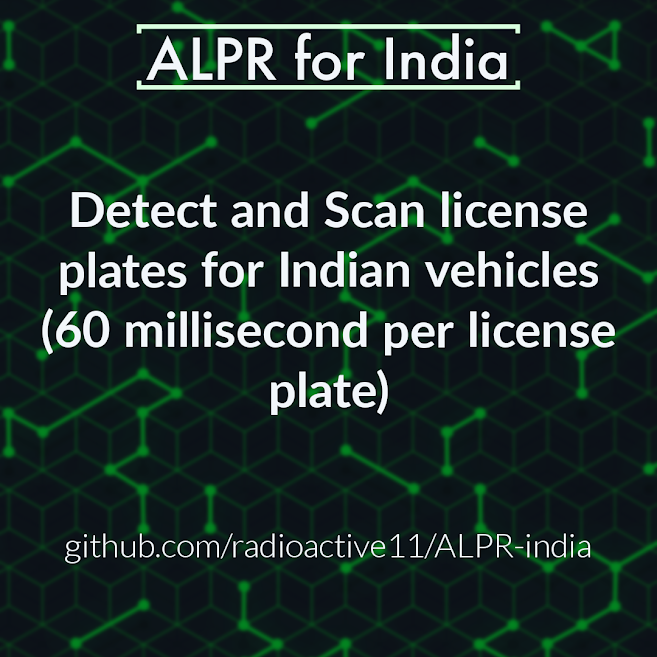 ALPR for India
Detect and Scan license
plates for Indian vehicles
(60 millisecond per license
plate)
github.com/radioactive11/ALPR-india